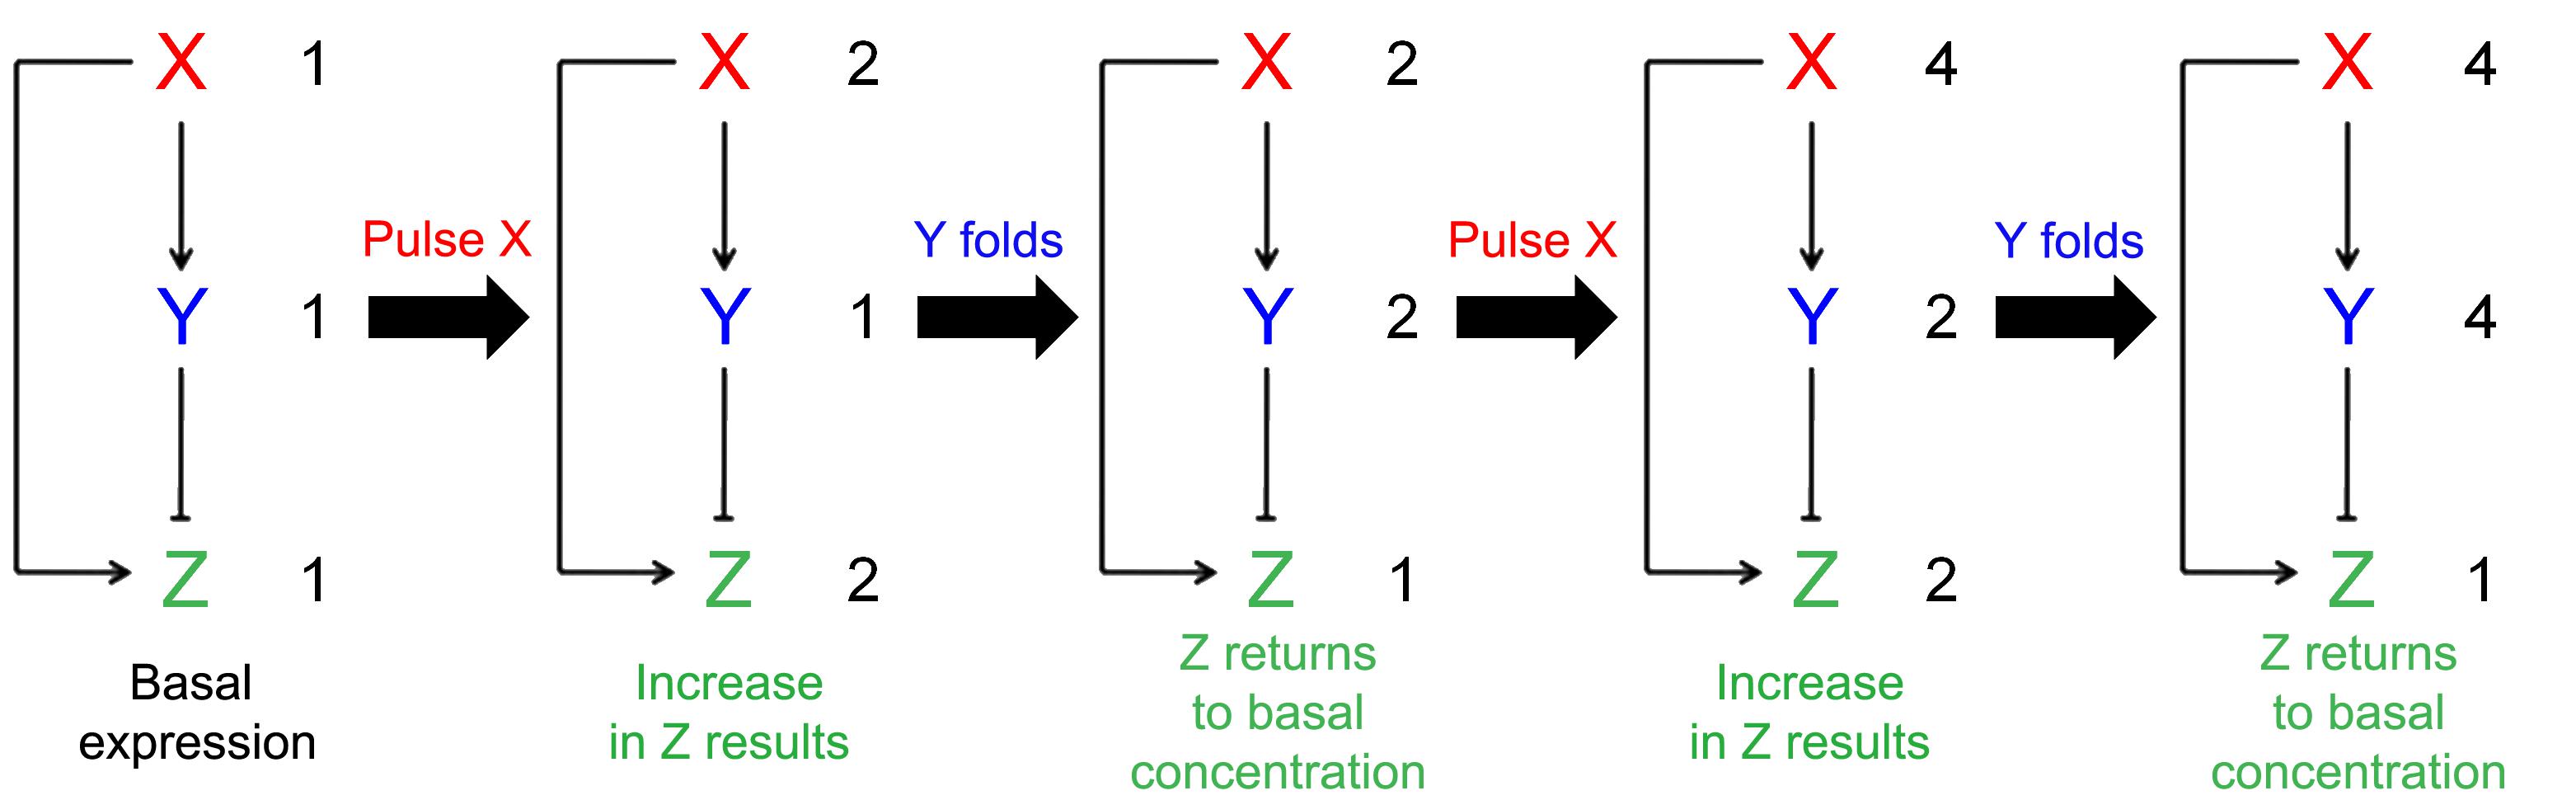 X 1 X 2 X 2 X 4 X 4
Pulse X Y folds Pulse X Y folds
Y 1 Y 1 Y 2 Y 2 Y 4
Z 1 Z 2 Z 1 Z 2 Z 1
Basal
expression
Increase
in Z results
Z returns
to basal
concentration
Increase
in Z results
Z returns
to basal
concentration